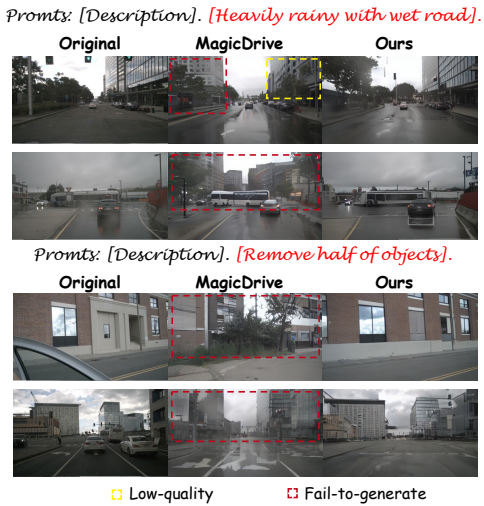 Promts: [Description]. [Heavily rainy with wet road].
Original MagicDrive Ours
Promts: [Description]. [Remove half of objects].
Original MagicDrive Ours
Low-quality Fail-to-generate